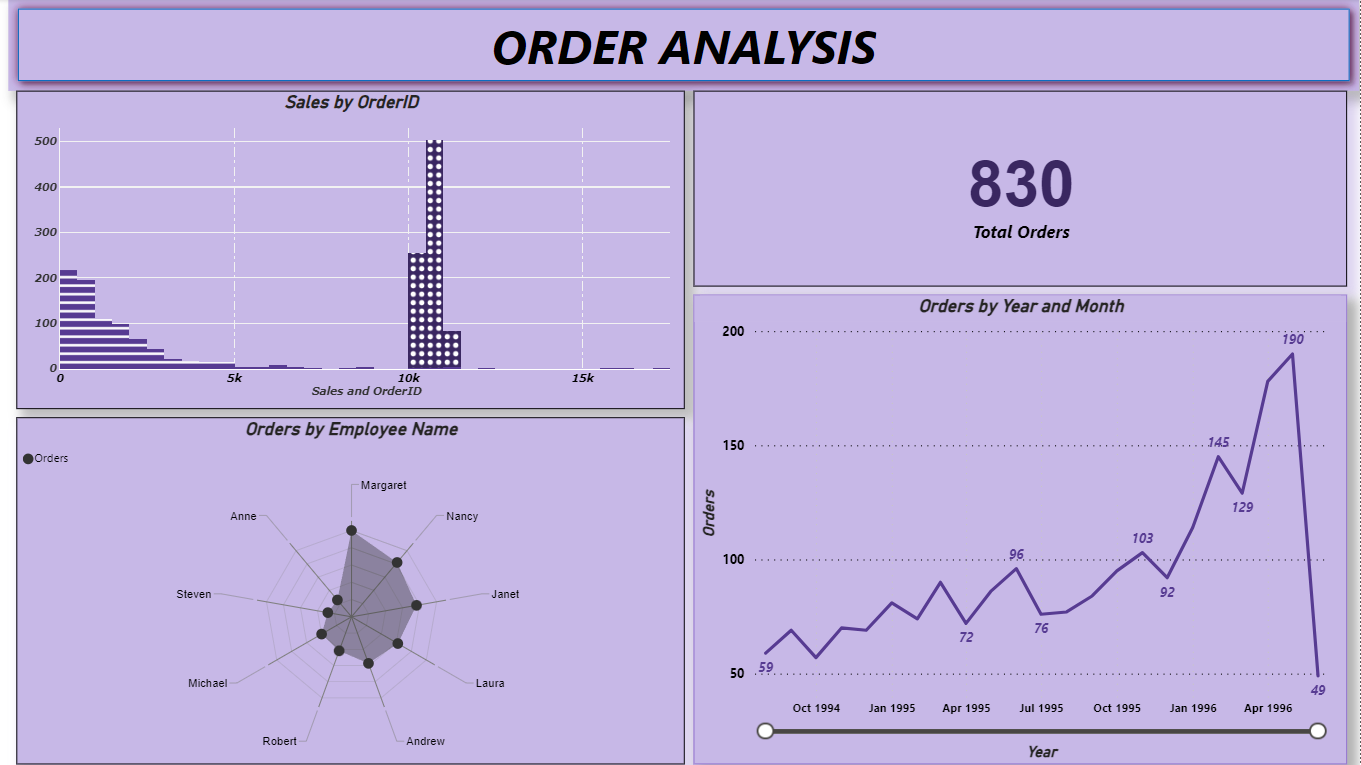 ORDER ANALYSIS
Sales by OrderID
500
400
300
200
100
0
0 5k 10k 15k
Sales and OrderID
830
Total Orders
Orders by Employee Name
Orders
Margaret
Nancy
Janet
Laura
Andrew
Robert
Michael
Steven
Anne
Orders by Year and Month
Orders
200
150
100
50
59
72
96
76
103
92
145
129
190
49
Oct 1994 Jan 1995 Apr 1995 Jul 1995 Oct 1995 Jan 1996 Apr 1996
Year